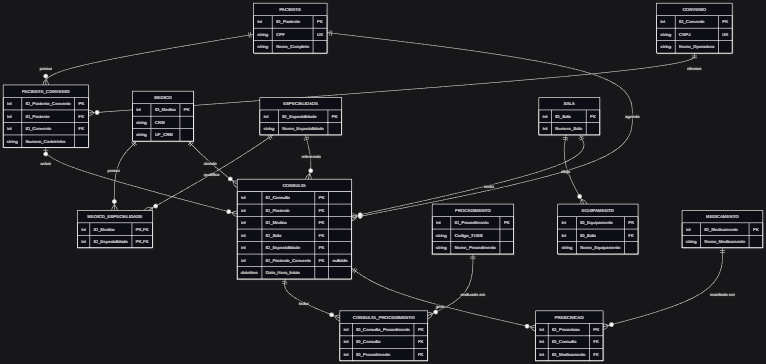 PACIENTE
int ID_Paciente PK
string CPF UK
string Nome_Completo
CONVENIO
int ID_Convenio PK
string CNPJ UK
string Nome_Operadora
possui
PACIENTE_CONVENIO
int ID_Paciente_Convenio PK
int ID_Paciente FK
int ID_Convenio FK
string Numero_Carteirinha
MEDICO
int ID_Medico PK
string CRM
string UF_CRM
ESPECIALIDADE
int ID_Especialidade PK
string Nome_Especialidade
SALA
int ID_Sala PK
int Numero_Sala
agenda
possui
MEDICO_ESPECIALIDADE
int ID_Medico PK,FK
int ID_Especialidade PK,FK
CONSULTA
int ID_Consulta PK
int ID_Paciente FK
int ID_Medico FK
int ID_Sala FK
int ID_Especialidade FK
int ID_Paciente_Convenio FK
datetime Data_Hora_Inicio
PROCEDIMENTO
int ID_Procedimento PK
string Codigo_TUSS
string Nome_Procedimento
EQUIPAMENTO
int ID_Equipamento PK
int ID_Sala FK
string Nome_Equipamento
MEDICAMENTO
int ID_Medicamento PK
string Nome_Medicamento
inclui
realizado em
gera
CONSULTA_PROCEDIMENTO
int ID_Consulta_Procedimento PK
int ID_Consulta FK
int ID_Procedimento FK
PRESCRICAO
int ID_Prescricao PK
int ID_Consulta FK
int ID_Medicamento FK